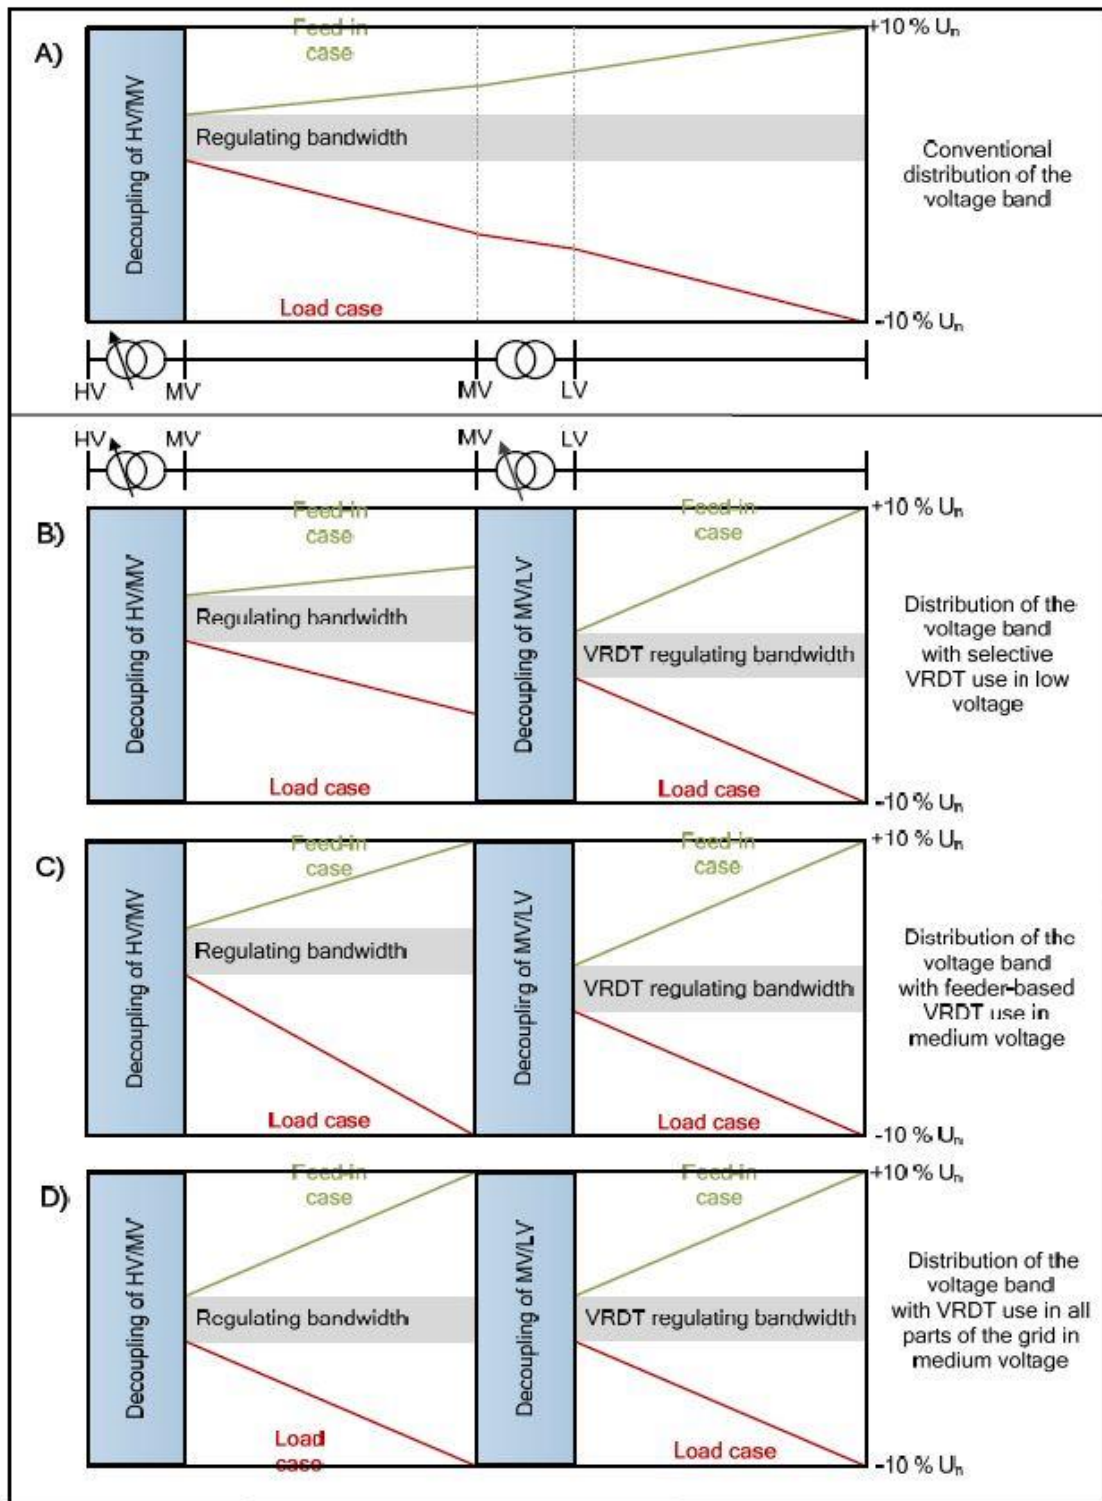 A)
Decoupling of HV/MV
Feed-in
case
Regulating bandwidth
Load case
+10 % Un
-10 % Un
Conventional
distribution of the
voltage band
HV
MV
MV
LV
HV
MV
MV
LV
B)
Decoupling of HV/MV
Feed-in
case
Regulating bandwidth
Load case
Decoupling of MV/LV
Feed-in
case
VRDT regulating bandwidth
Load case
+10 % Un
-10 % Un
Distribution of the
voltage band
with selective
VRDT use in low
voltage
C)
Decoupling of HV/MV
Feed-in
case
Regulating bandwidth
Load case
Decoupling of MV/LV
Feed-in
case
VRDT regulating bandwidth
Load case
+10 % Un
-10 % Un
Distribution of the
voltage band
with feeder-based
VRDT use in
medium voltage
D)
Decoupling of HV/MV
Feed-in
case
Regulating bandwidth
Load
case
Decoupling of MV/LV
Feed-in
case
VRDT regulating bandwidth
Load case
+10 % Un
-10 % Un
Distribution of the
voltage band
with VRDT use in all
parts of the grid in
medium voltage